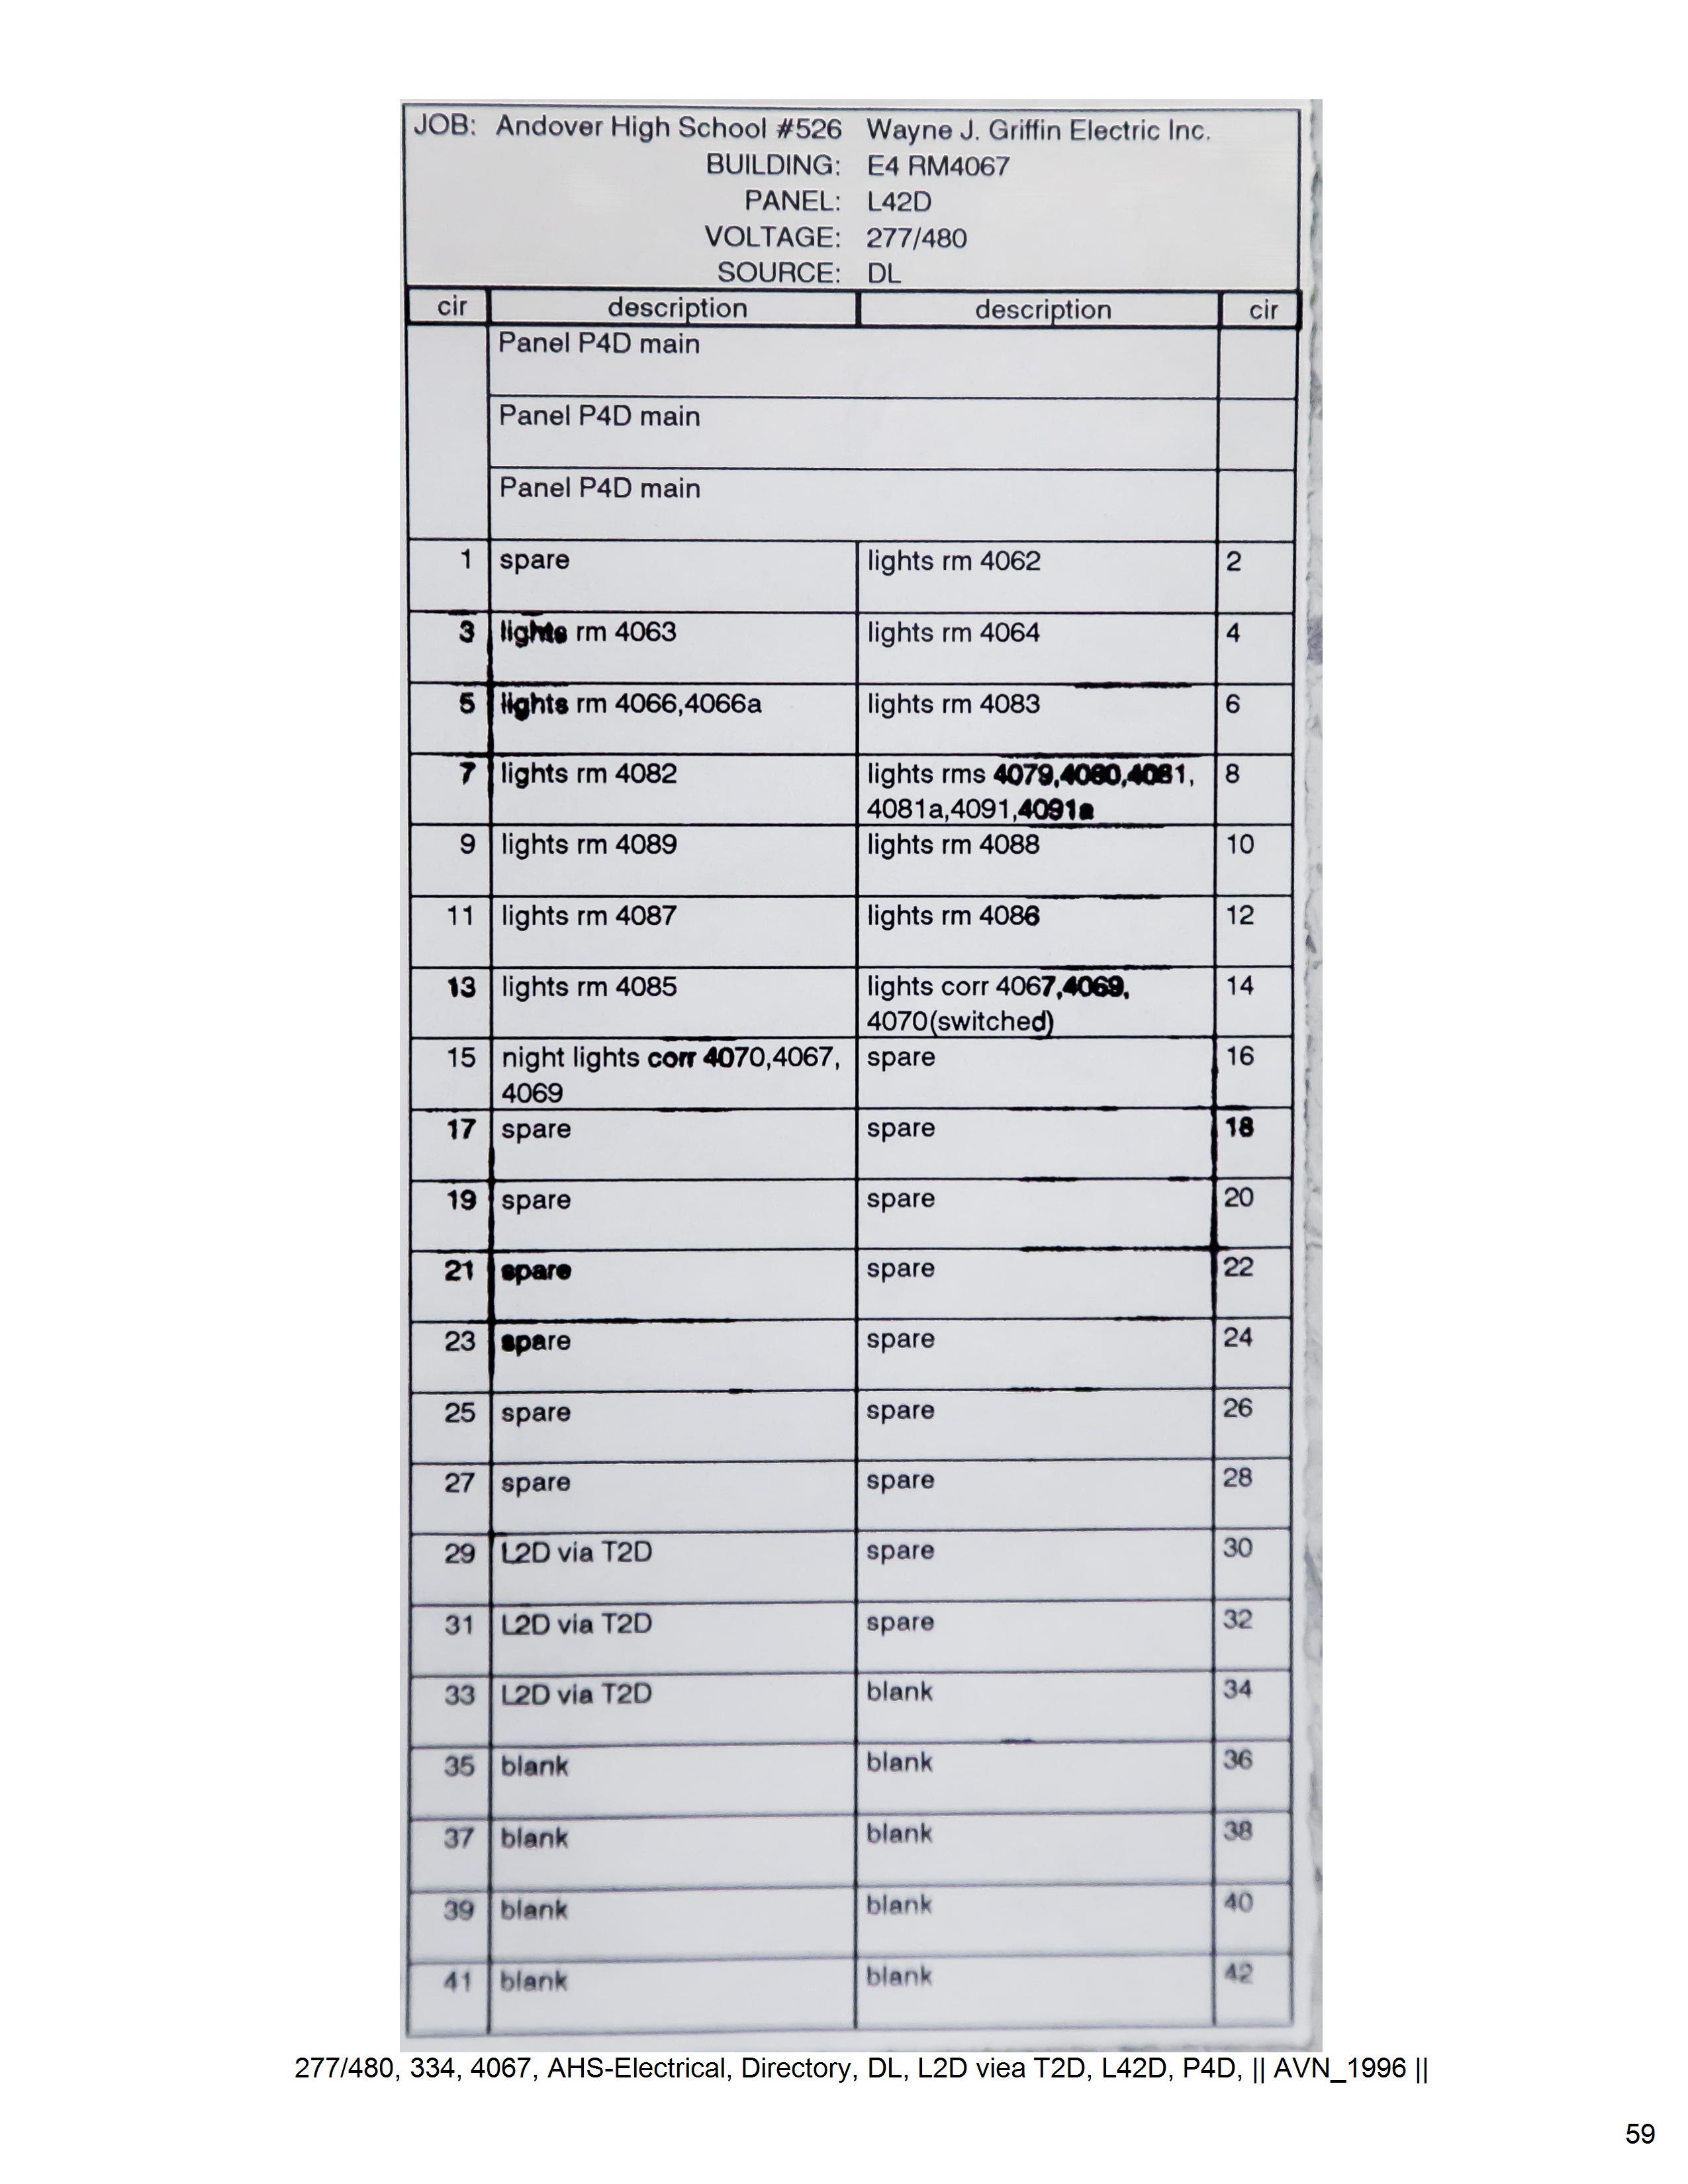 JOB: Andover High School #526 Wayne J. Griffin Electric Inc.
BUILDING: E4 RM4067
PANEL: L42D
VOLTAGE: 277/480
SOURCE: DL
cir description description cir
Panel P4D main
Panel P4D main
Panel P4D main
1 spare lights rm 4062 2
3 lights rm 4063 lights rm 4064 4
5 lights rm 4066,4066a lights rm 4083 6
7 lights rm 4082 lights rms 4079,4080,4081, 8
4081a,4091,4091a
9 lights rm 4089 lights rm 4088 10
11 lights rm 4087 lights rm 4086 12
13 lights rm 4085 lights corr 4067,4069, 14
4070(switched)
15 night lights corr 4070,4067, spare 16
4069
17 spare spare 18
19 spare spare 20
21 spare spare 22
23 spare spare 24
25 spare spare 26
27 spare spare 28
29 L2D via T2D spare 30
31 L2D via T2D spare 32
33 L2D via T2D blank 34
35 blank blank 36
37 blank blank 38
39 blank blank 40
41 blank blank 42
277/480, 334, 4067, AHS-Electrical, Directory, DL, L2D viea T2D, L42D, P4D, || AVN_1996 ||
59